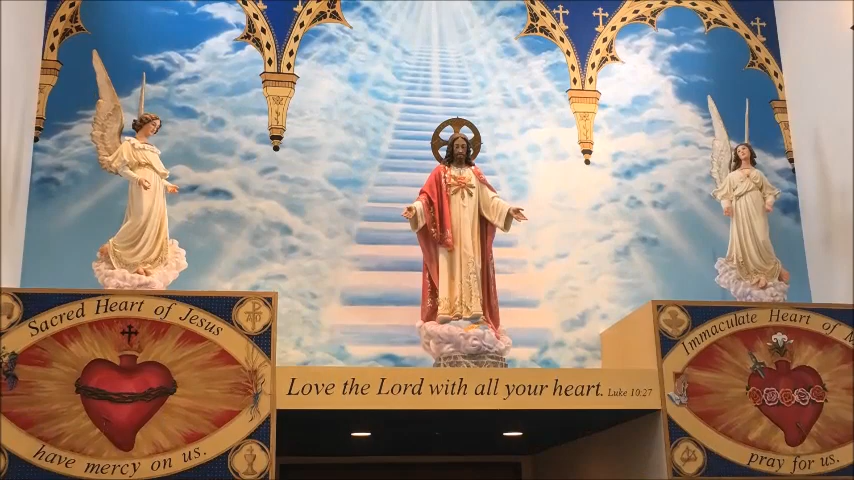 Sacred Heart of Jesus
have mercy on us.
Love the Lord with all your heart. Luke 10:27
Immaculate Heart of
pray for us.